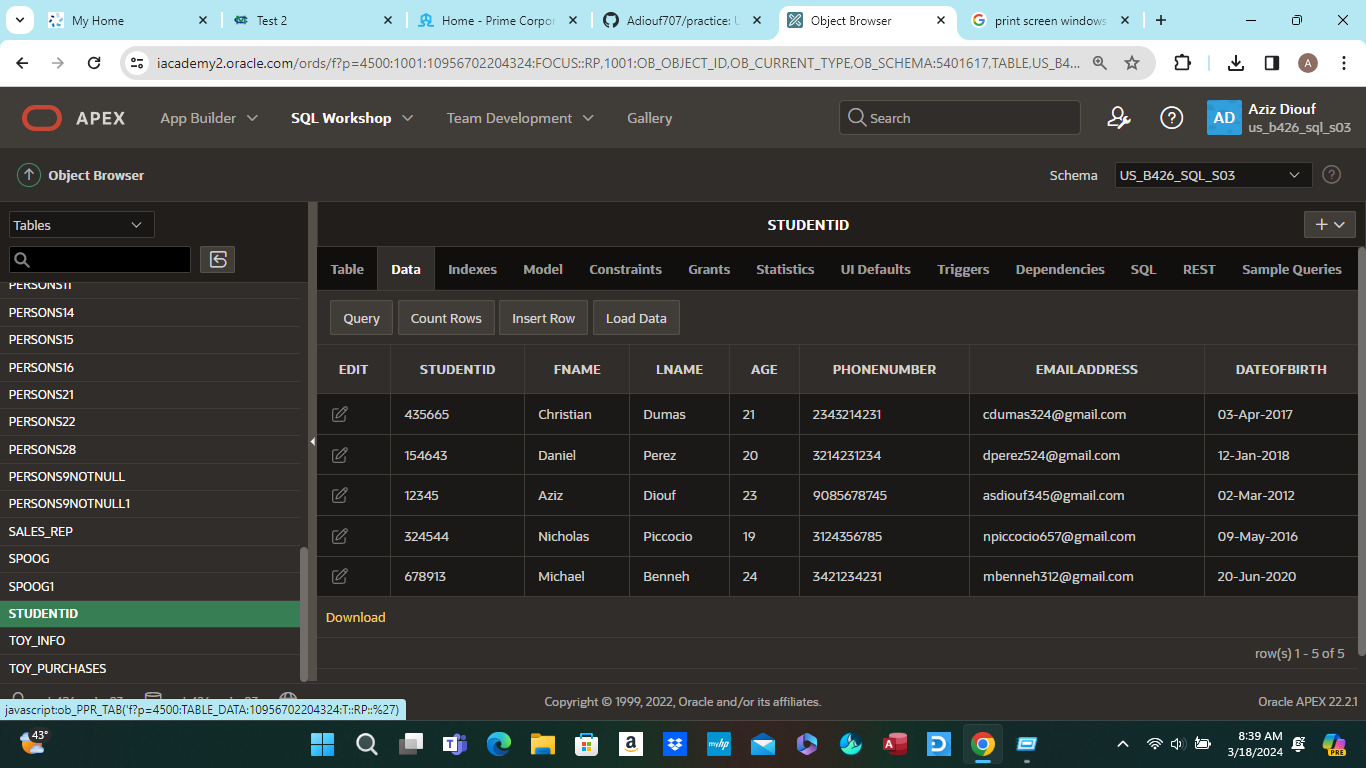 My Home
Test 2
Home - Prime Corpor
Adiouf707/practice: U
Object Browser
print screen windows
iacademy2.oracle.com/ords/f?p=4500:1001:10956702204324:FOCUS::RP,1001:OB_OBJECT_ID,OB_CURRENT_TYPE,OB_SCHEMA:5401617,TABLE,US_B4...
A
APEX
App Builder
SQL Workshop
Team Development
Gallery
Search
AD
Aziz Diouf
us_b426_sql_s03
Object Browser
Schema
US_B426_SQL_S03
Tables
PERSONS11
PERSONS14
PERSONS15
PERSONS16
PERSONS21
PERSONS22
PERSONS28
PERSONS9NOTNULL
PERSONS9NOTNULL1
SALES_REP
SPOOG
SPOOG1
STUDENTID
TOY_INFO
TOY_PURCHASES
STUDENTID
Table Data Indexes Model Constraints Grants Statistics UI Defaults Triggers Dependencies SQL REST Sample Queries
Query Count Rows Insert Row Load Data
EDIT STUDENTID FNAME LNAME AGE PHONENUMBER EMAILADDRESS DATEOFBIRTH
435665 Christian Dumas 21 2343214231 cdumas324@gmail.com 03-Apr-2017
154643 Daniel Perez 20 3214231234 dperez524@gmail.com 12-Jan-2018
12345 Aziz Diouf 23 9085678745 asdiouf345@gmail.com 02-Mar-2012
324544 Nicholas Piccocio 19 3124356785 npiccocio657@gmail.com 09-May-2016
678913 Michael Benneh 24 3421234231 mbenneh312@gmail.com 20-Jun-2020
Download
row(s) 1 - 5 of 5
Copyright © 1999, 2022, Oracle and/or its affiliates.
Oracle APEX 22.2.1
javascript:ob_PPR_TAB('f?p=4500:TABLE_DATA:10956702204324:T::RP::%27)
43°
8:39 AM
3/18/2024
PRE